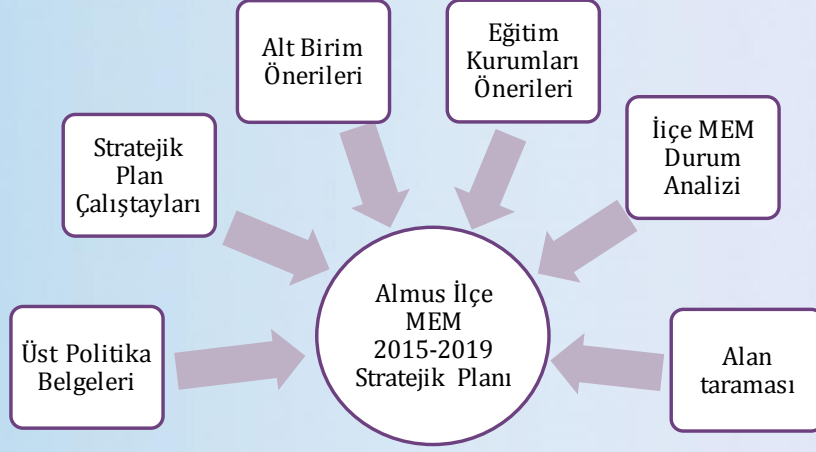 Alt Birim
Önerileri
Eğitim
Kurumları
Önerileri
Stratejik
Plan
Çalıştayları
İiçe MEM
Durum
Analizi
Üst Politika
Belgeleri
Almus İlçe
MEM
2015-2019
Stratejik Planı
Alan
taraması